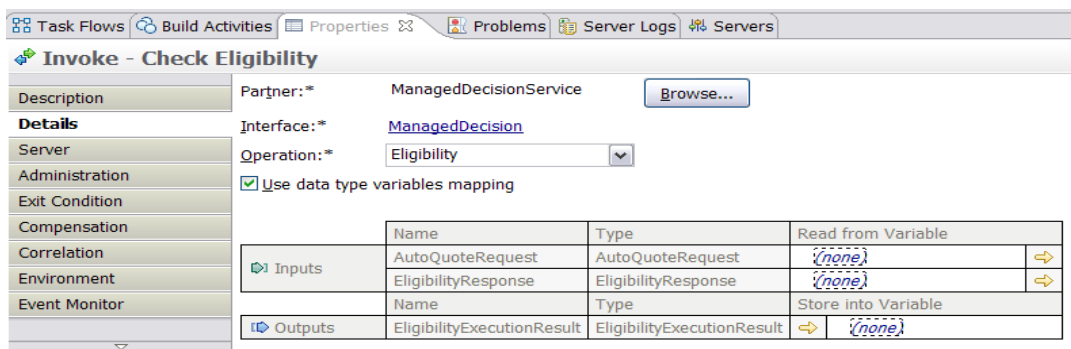 Task Flows Build Activities Properties Problems Server Logs Servers
Invoke - Check Eligibility
Description
Details
Server
Administration
Exit Condition
Compensation
Correlation
Environment
Event Monitor
Partner:* ManagedDecisionService Browse...
Interface:* ManagedDecision
Operation:* Eligibility
Use data type variables mapping
Name Type Read from Variable
Inputs AutoQuoteRequest AutoQuoteRequest (none)
EligibilityResponse EligibilityResponse (none)
Name Type Store into Variable
Outputs EligibilityExecutionResult EligibilityExecutionResult (none)